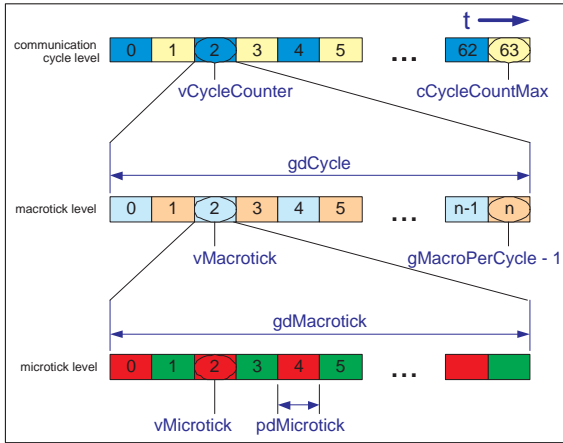 t
communication
cycle level
0 1 2 3 4 5 ... 62 63
vCycleCounter cCycleCountMax
gdCycle
macrotick level
0 1 2 3 4 5 ... n-1 n
vMacrotick gMacroPerCycle - 1
gdMacrotick
microtick level
0 1 2 3 4 5 ...
vMicrotick pdMicrotick